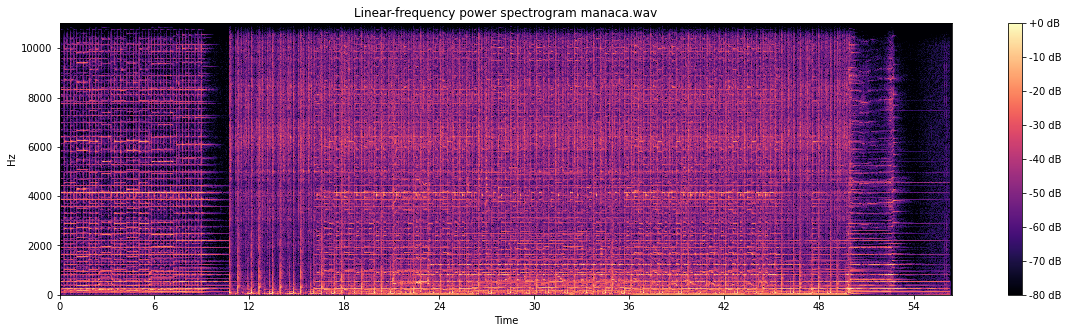 Linear-frequency power spectrogram manaca.wav
Hz
10000
8000
6000
4000
2000
0
0 6 12 18 24 30 36 42 48 54
Time
+0 dB
-10 dB
-20 dB
-30 dB
-40 dB
-50 dB
-60 dB
-70 dB
-80 dB